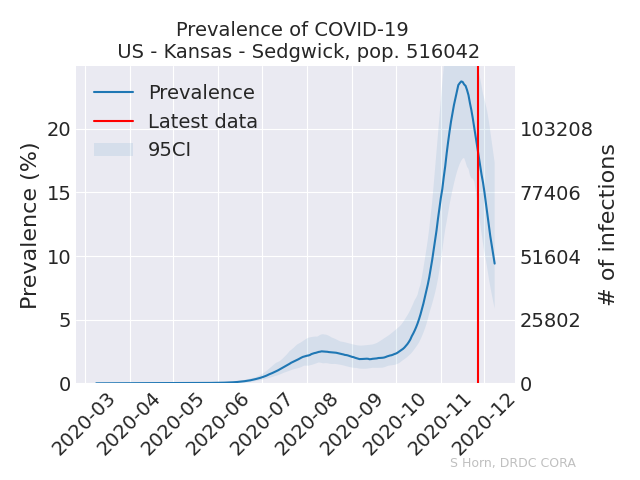 Prevalence of COVID-19
US - Kansas - Sedgwick, pop. 516042
Prevalence
Latest data
95CI
Prevalence (%)
20
15
10
5
0
# of infections
103208
77406
51604
25802
0
2020-03
2020-04
2020-05
2020-06
2020-07
2020-08
2020-09
2020-10
2020-11
2020-12
S Horn, DRDC CORA